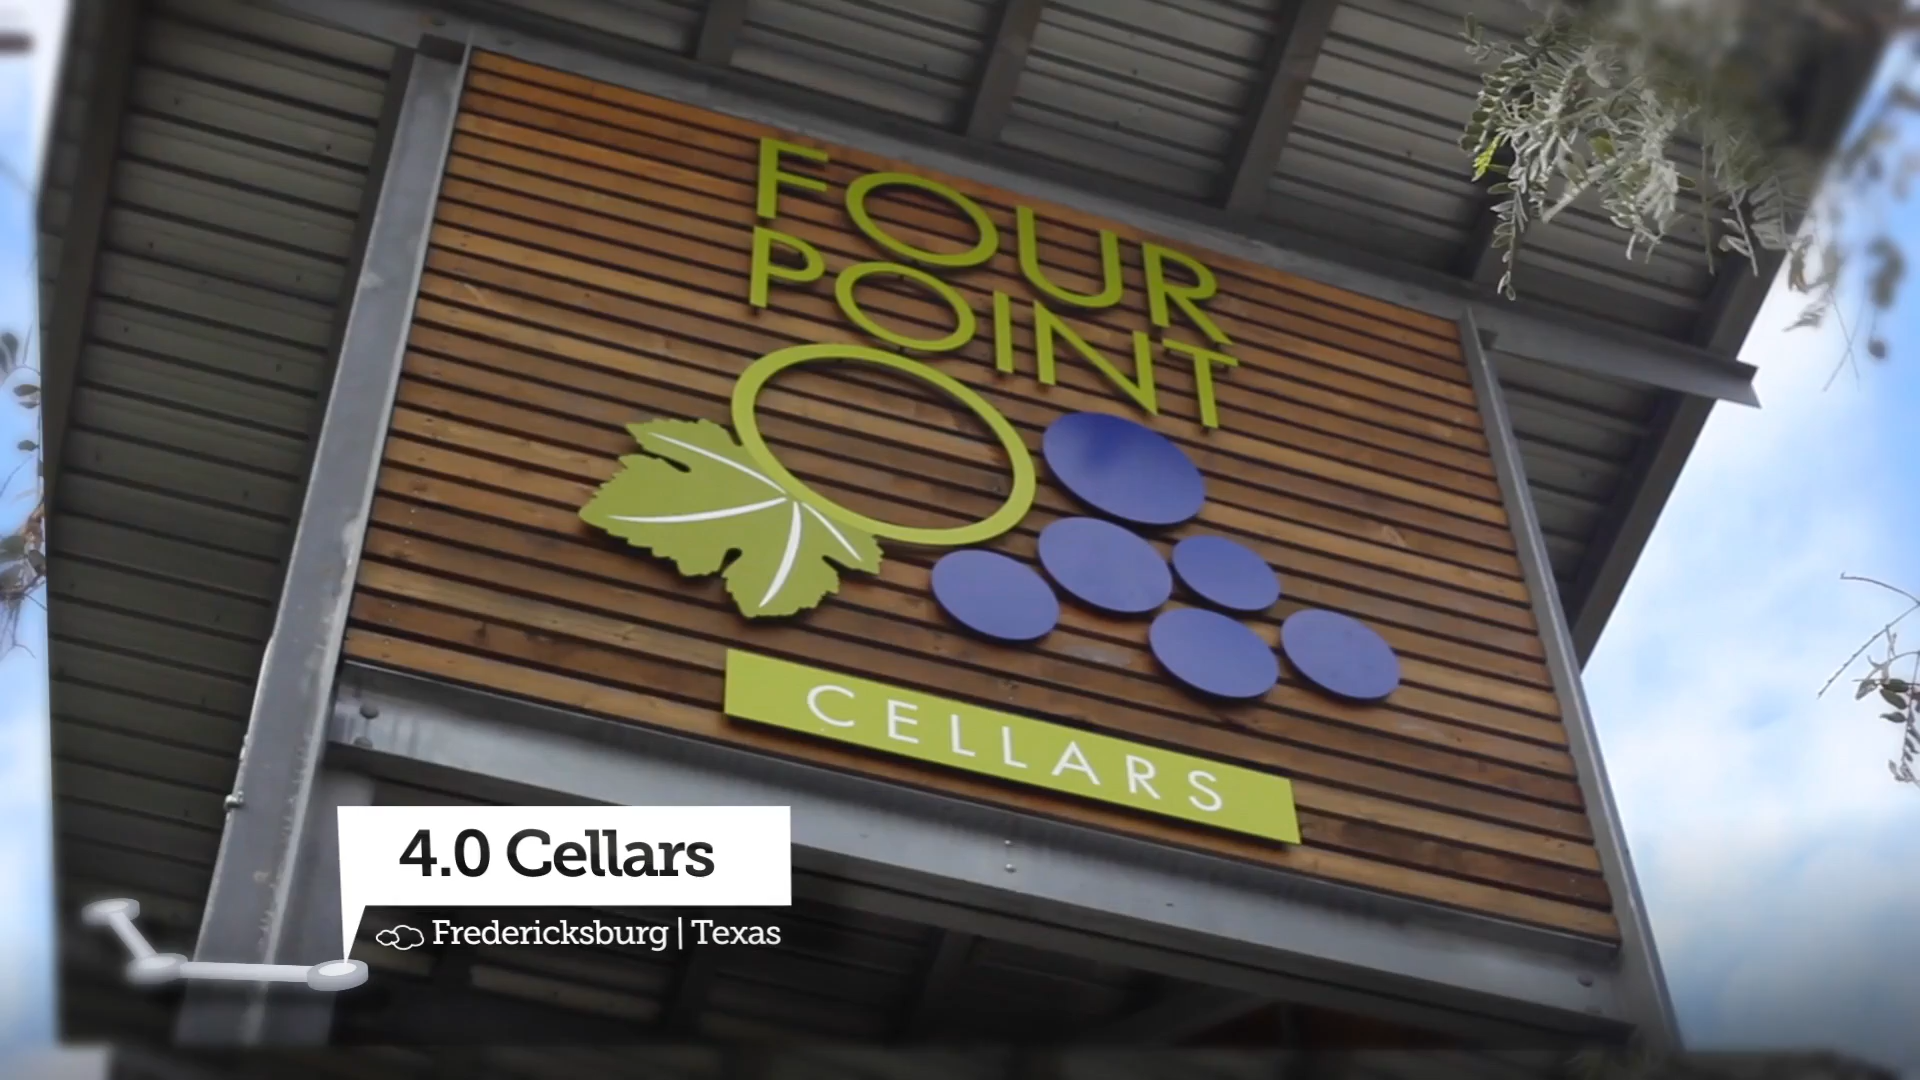 FOUR
POINT
O
CELLARS
4.0 Cellars
Fredericksburg | Texas